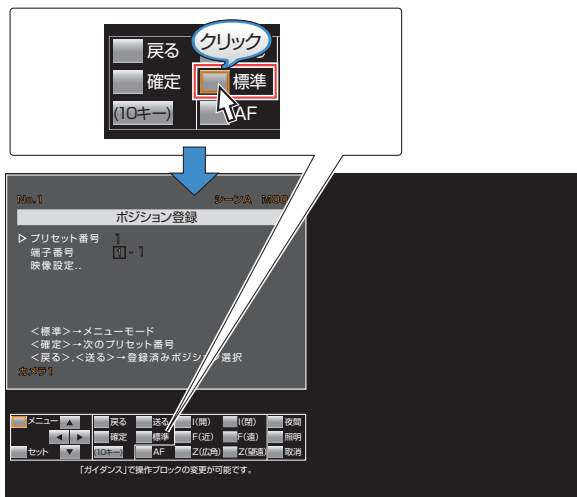 戻る
クリック
確定
標準
(10キー)
AF
No.1
シーンA
ポジション登録
プリセット番号 1
端子番号 1 - 1
映像設定..
<標準>→メニューモード
<確定>→次のプリセット番号
<戻る>,<送る>→登録済みポジション選択
カメラ1
メニュー ▲ 戻る 送る I(開) I(閉) 夜間
◀ ▶ 確定 標準 F(近) F(遠) 照明
セット ▼ (10キー) AF Z(広角) Z(望遠) 取消
「ガイダンス」で操作ブロックの変更が可能です。